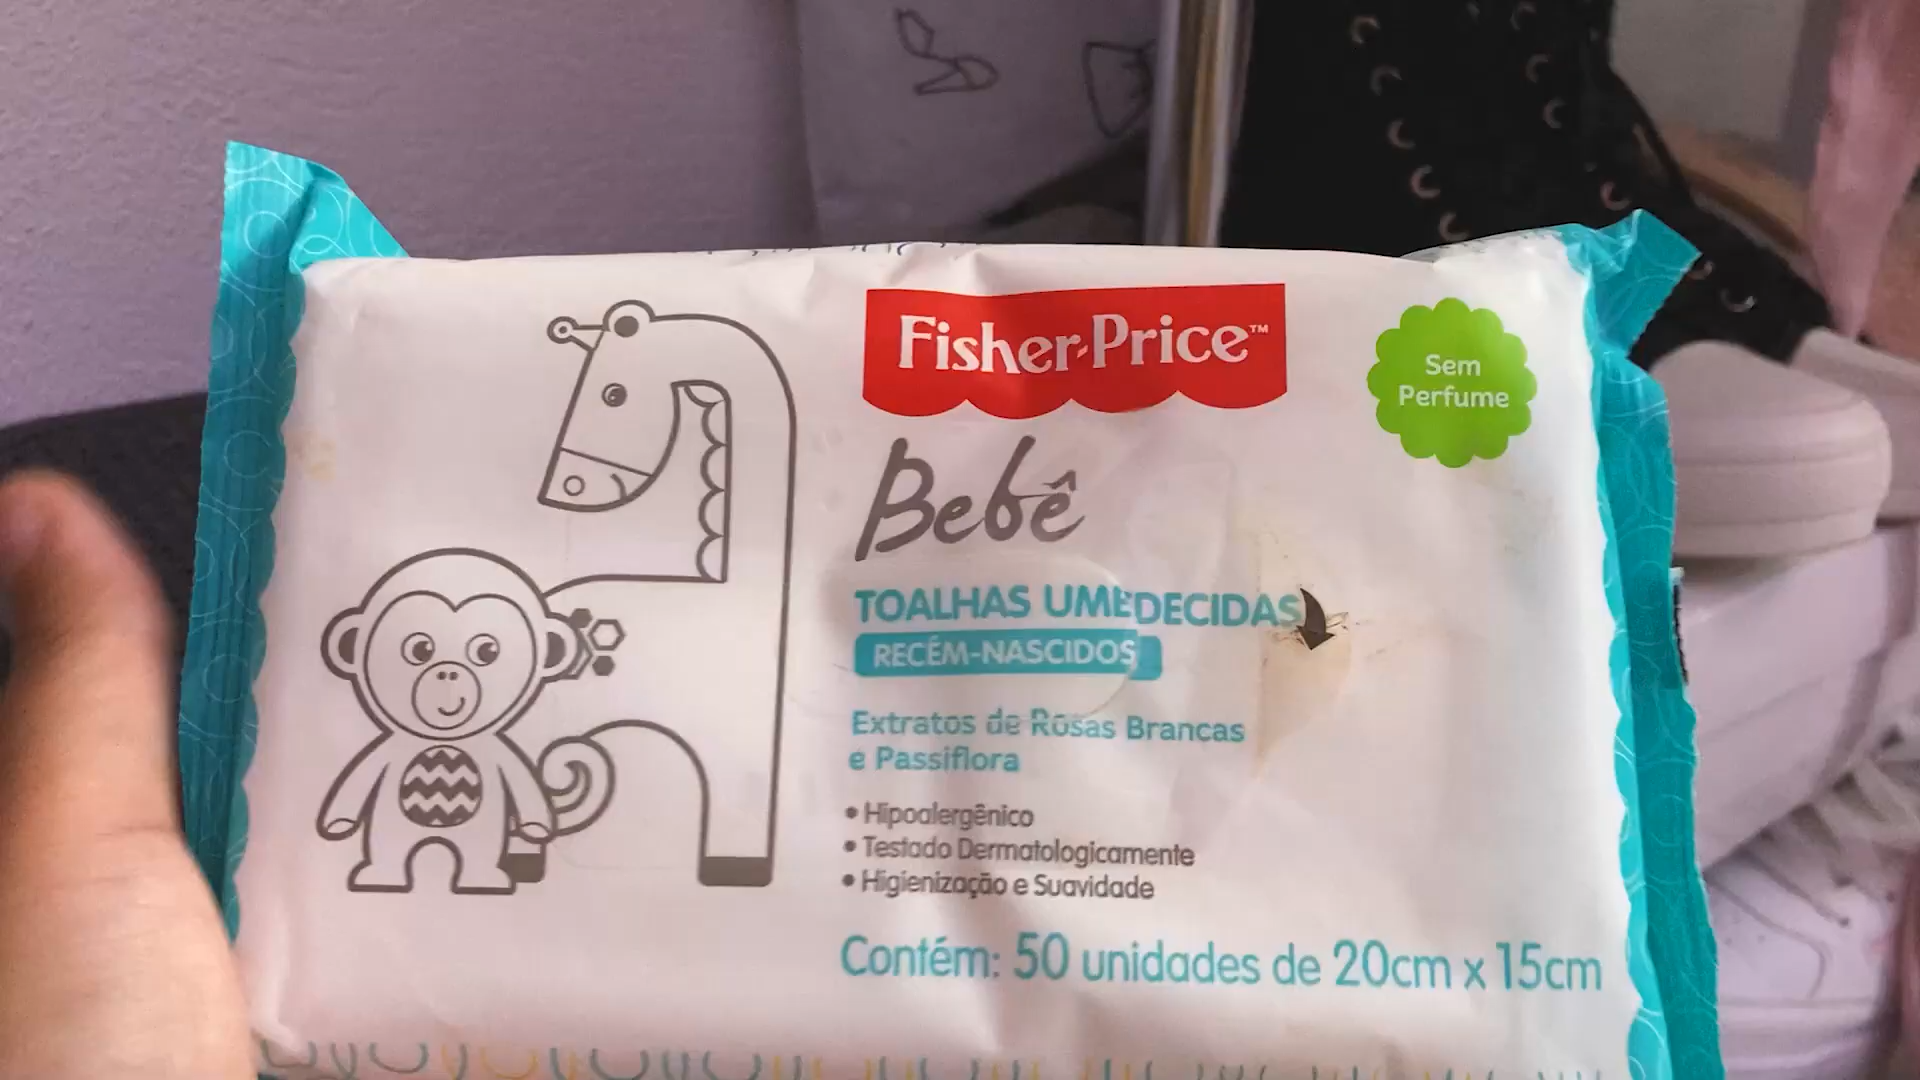 Fisher-Price™
Sem
Perfume
Bebê
TOALHAS UMEDECIDAS
RECÉM-NASCIDOS
Extratos de Rosas Brancas
e Passiflora
• Hipoalergênico
• Testado Dermatologicamente
• Higienização e Suavidade
Contém: 50 unidades de 20cm x 15cm